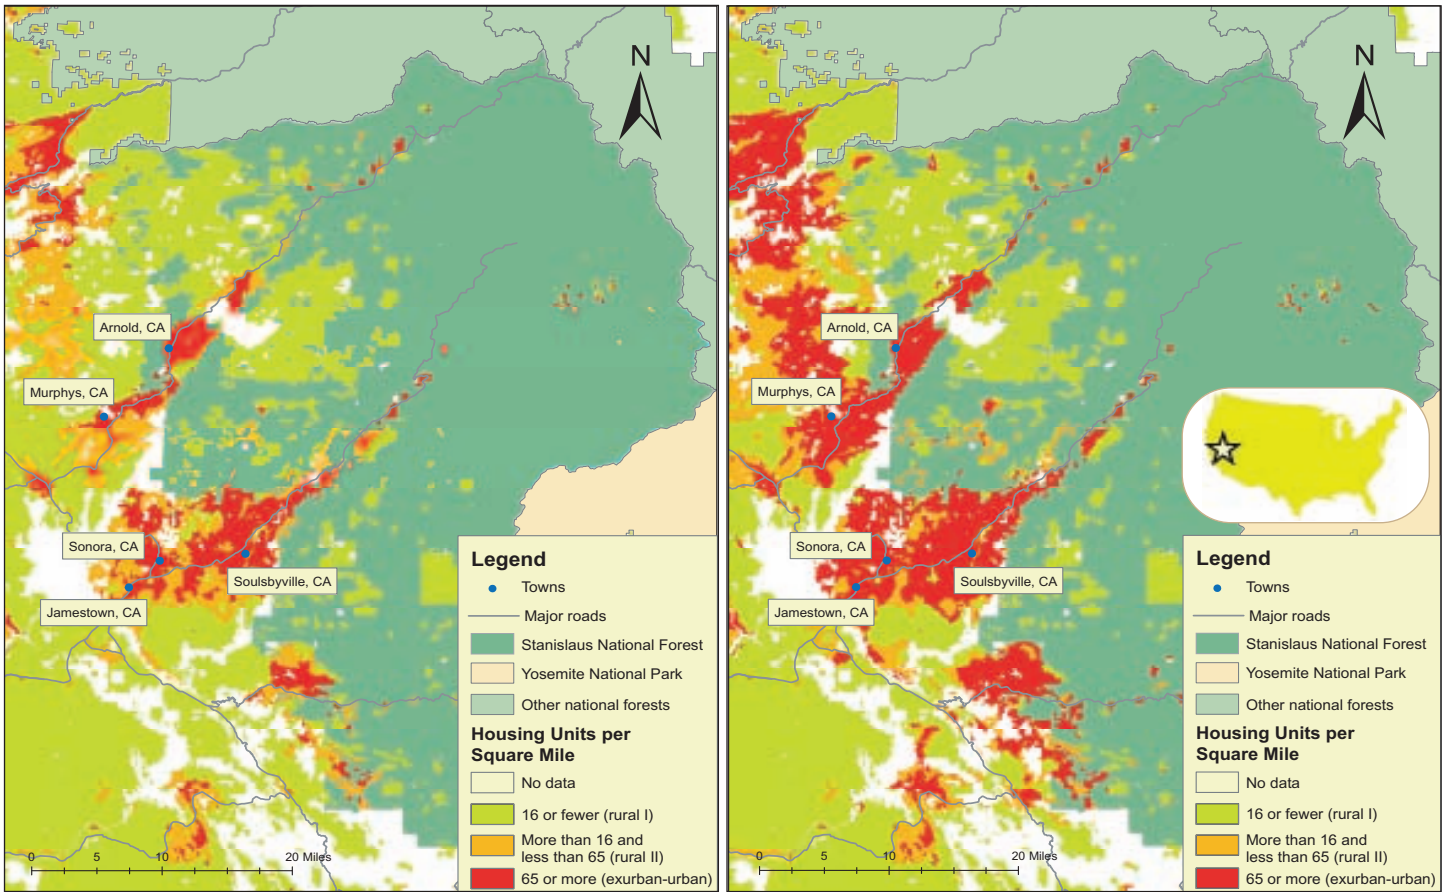 N
Arnold, CA
Murphys, CA
Sonora, CA
Soulsbyville, CA
Jamestown, CA
Legend
Towns
Major roads
Stanislaus National Forest
Yosemite National Park
Other national forests
Housing Units per
Square Mile
No data
16 or fewer (rural I)
More than 16 and
less than 65 (rural II)
65 or more (exurban-urban)
0 5 10 20 Miles
N
Arnold, CA
Murphys, CA
Sonora, CA
Soulsbyville, CA
Jamestown, CA
Legend
Towns
Major roads
Stanislaus National Forest
Yosemite National Park
Other national forests
Housing Units per
Square Mile
No data
16 or fewer (rural I)
More than 16 and
less than 65 (rural II)
65 or more (exurban-urban)
0 5 10 20 Miles